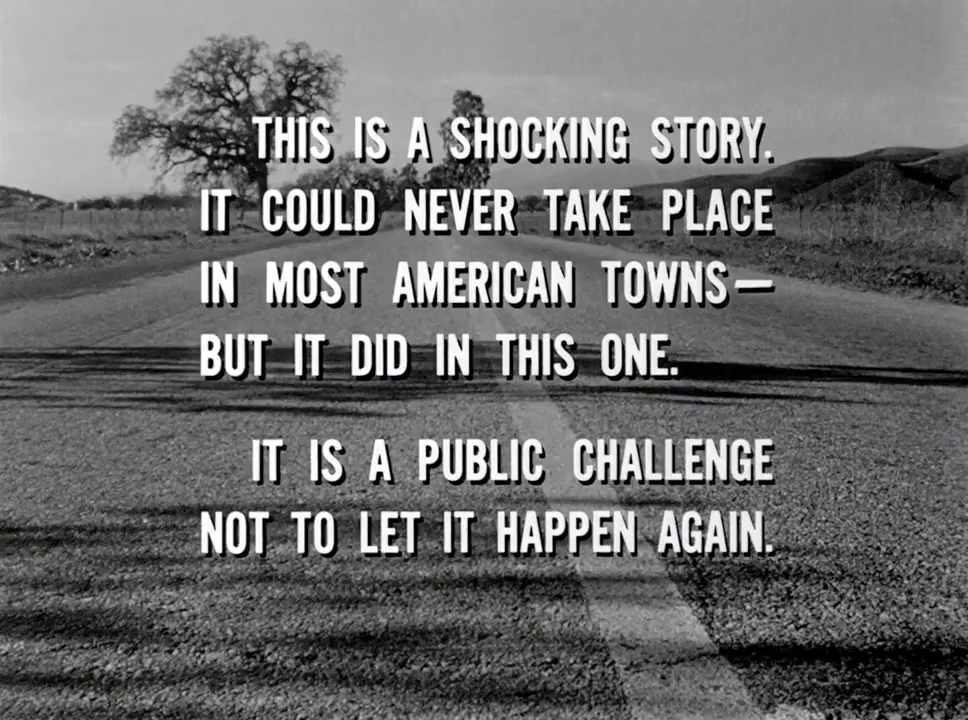 THIS IS A SHOCKING STORY.
IT COULD NEVER TAKE PLACE
IN MOST AMERICAN TOWNS—
BUT IT DID IN THIS ONE.
IT IS A PUBLIC CHALLENGE
NOT TO LET IT HAPPEN AGAIN.